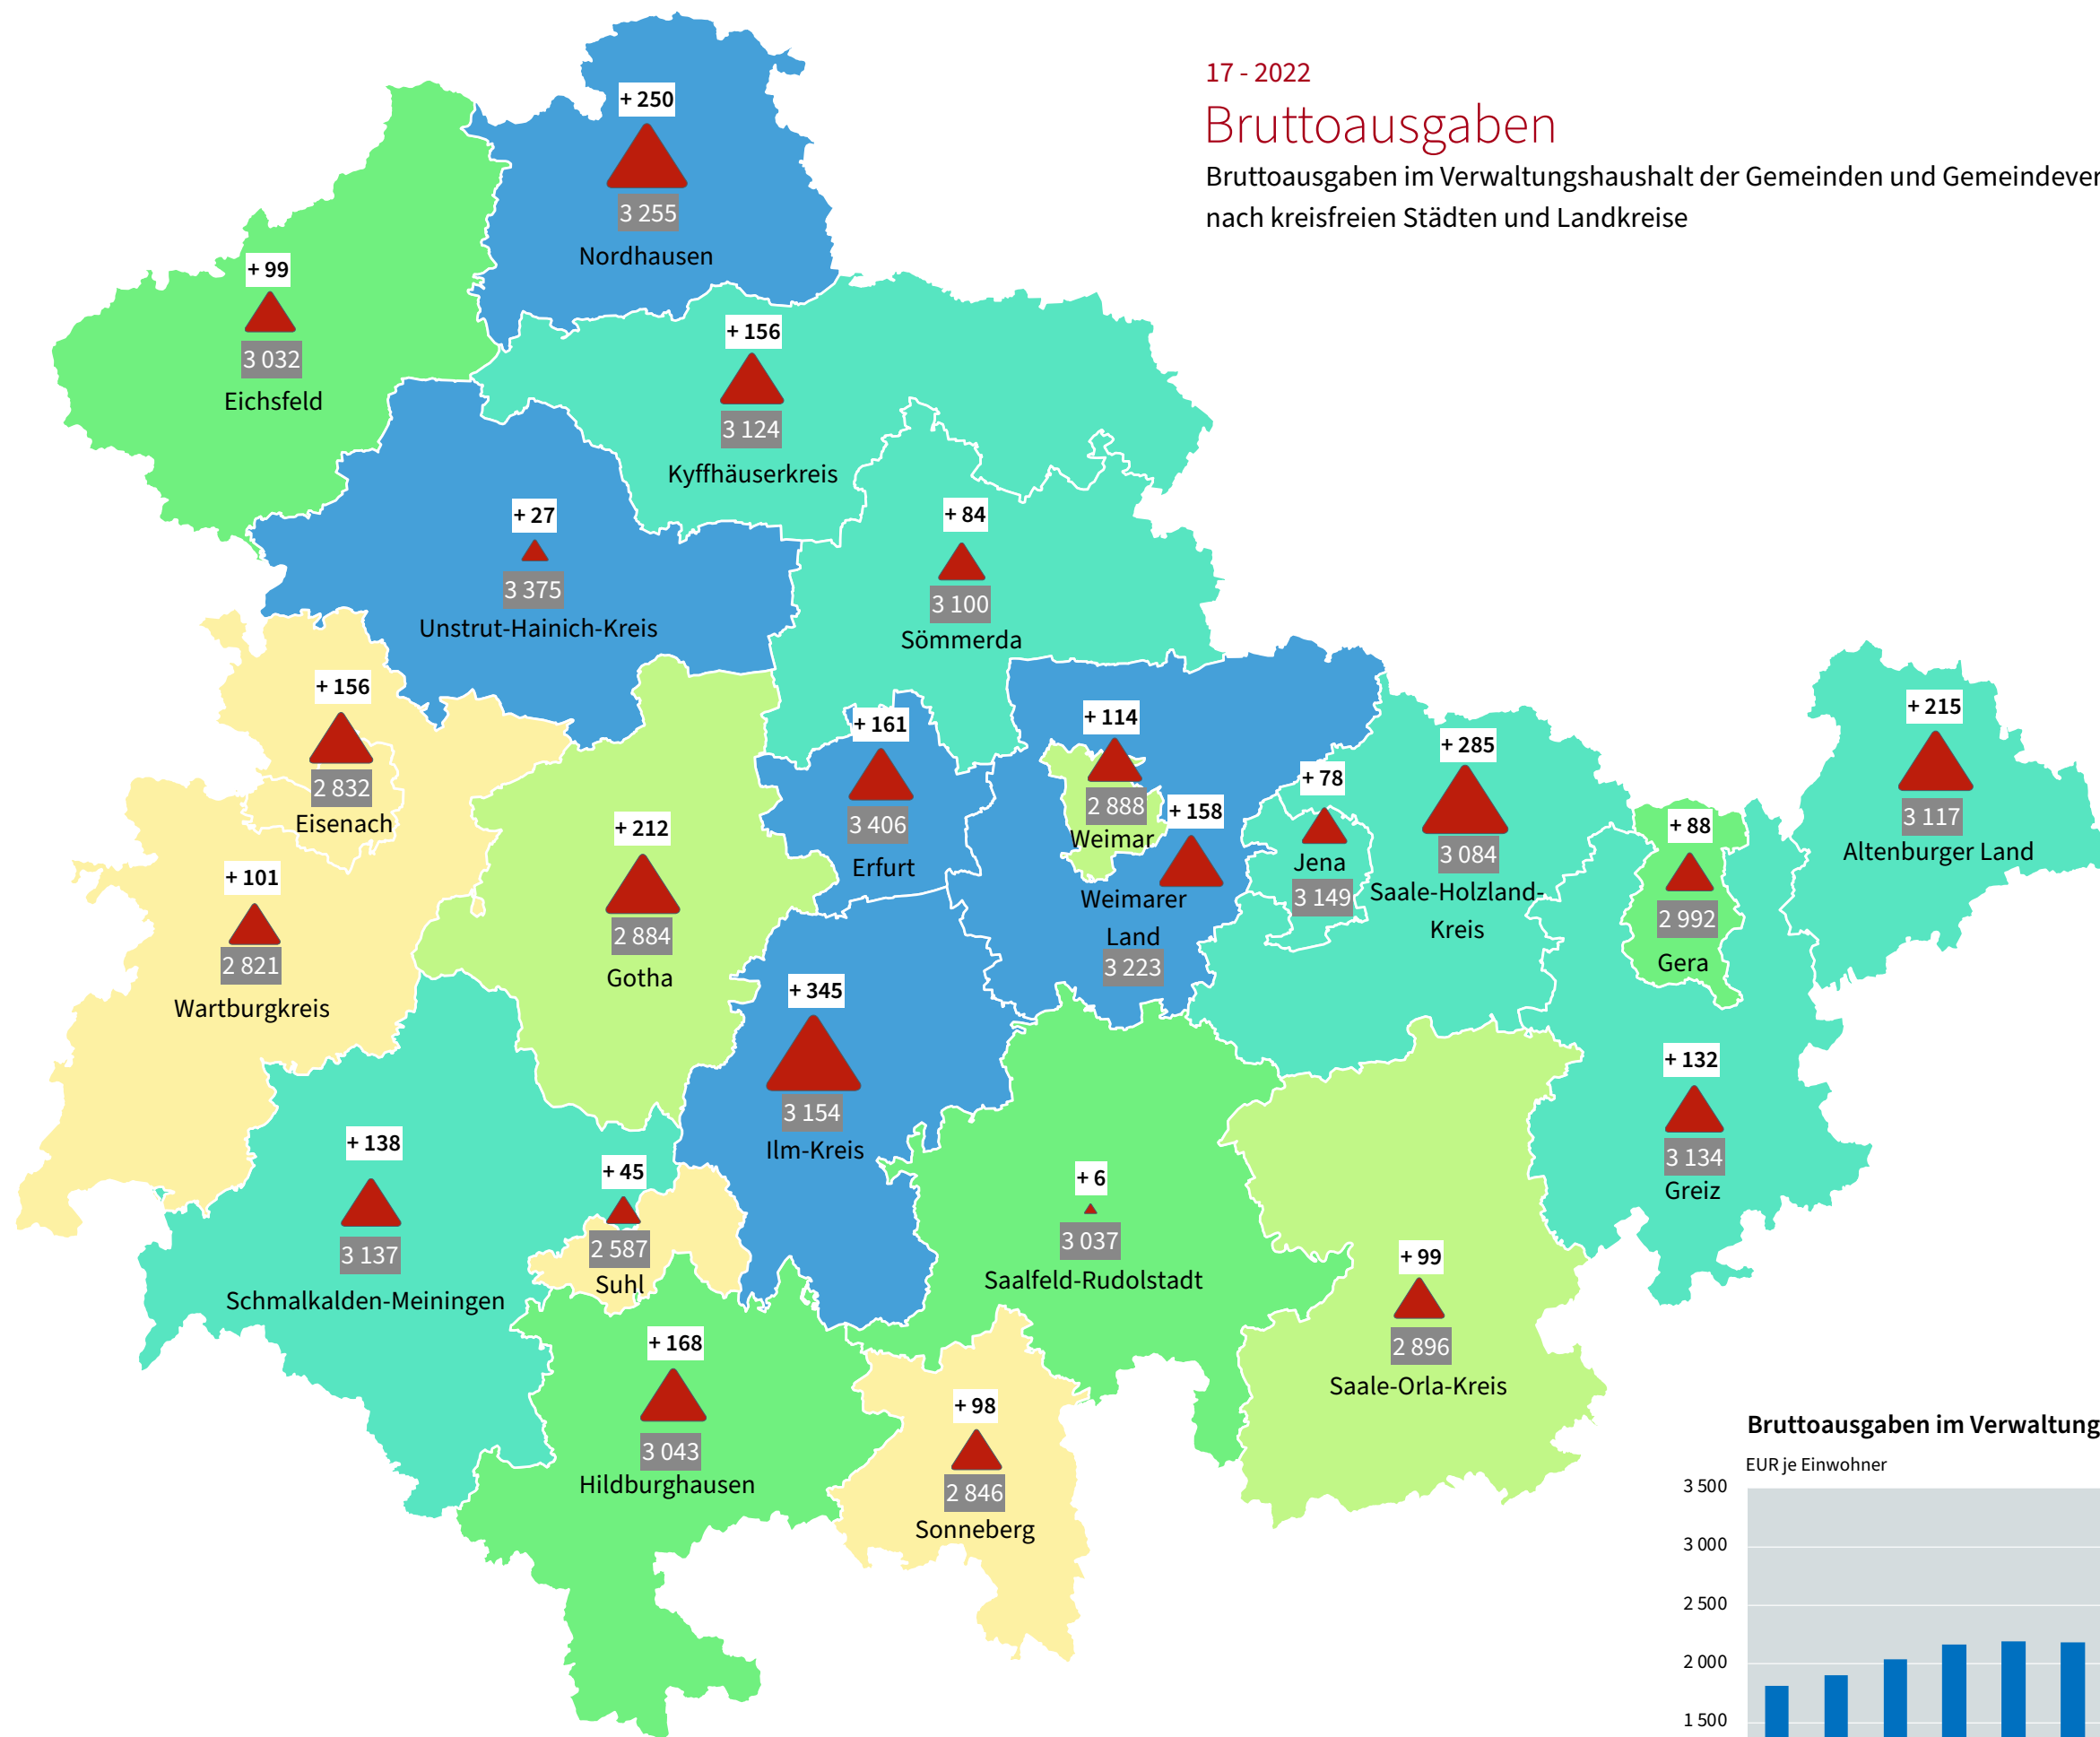 17 - 2022
Bruttoausgaben
Bruttoausgaben im Verwaltungshaushalt der Gemeinden und
nach kreisfreien Städten und Landkreise
+ 250
3 255
Nordhausen
+ 99
3 032
Eichsfeld
+ 156
3 124
Kyffhäuserkreis
+ 27
3 375
Unstrut-Hainich-Kreis
+ 84
3 100
Sömmerda
+ 156
2 832
Eisenach
+ 161
3 406
Erfurt
+ 114
2 888
Weimar
+ 158
Weimarer
Land
3 223
+ 78
Jena
3 149
+ 285
3 084
Saale-Holzland-
Kreis
+ 88
2 992
Gera
+ 215
3 117
Altenburger Land
+ 101
2 821
Wartburgkreis
+ 212
2 884
Gotha
+ 345
3 154
Ilm-Kreis
+ 132
3 134
Greiz
+ 138
3 137
Schmalkalden-Meiningen
+ 45
2 587
Suhl
+ 6
3 037
Saalfeld-Rudolstadt
+ 99
2 896
Saale-Orla-Kreis
+ 168
3 043
Hildburghausen
+ 98
2 846
Sonneberg
Bruttoausgaben im Verwaltung
EUR je Einwohner
3 500
3 000
2 500
2 000
1 500